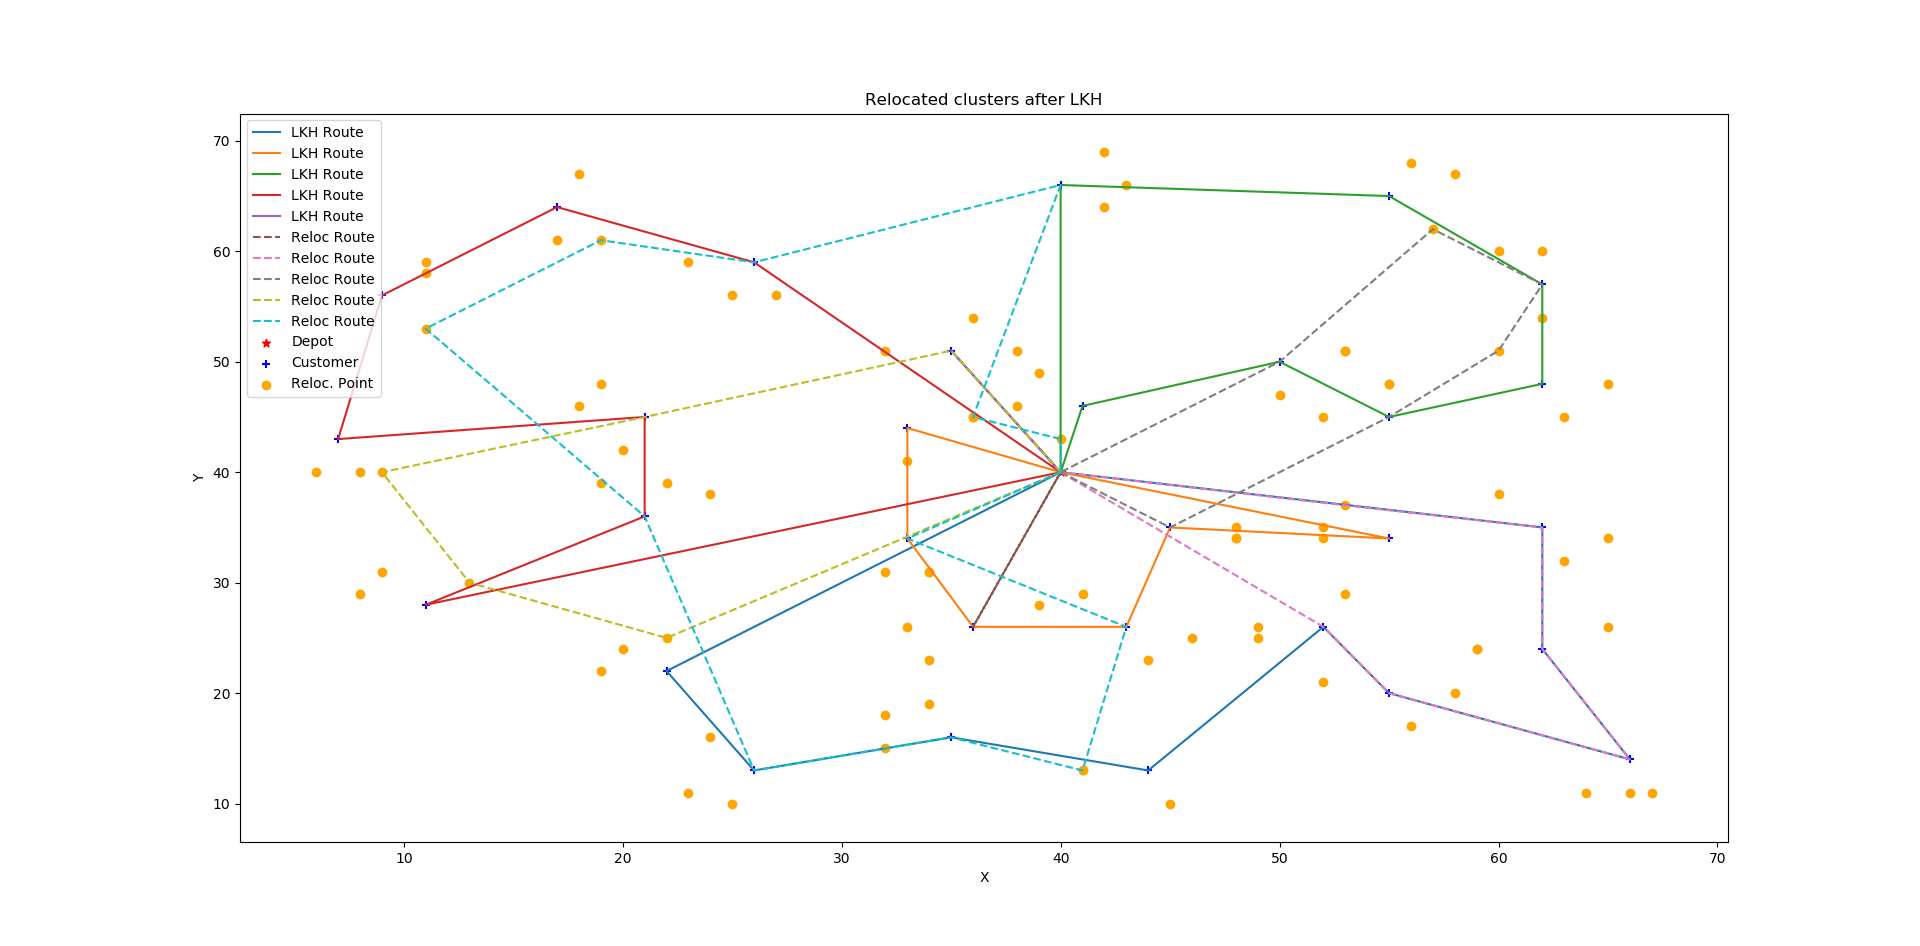 Relocated clusters after LKH
70
60
50
40
30
20
10
Y
LKH Route
LKH Route
LKH Route
LKH Route
LKH Route
Reloc Route
Reloc Route
Reloc Route
Reloc Route
Reloc Route
Depot
Customer
Reloc. Point
10 20 30 40 50 60 70
X